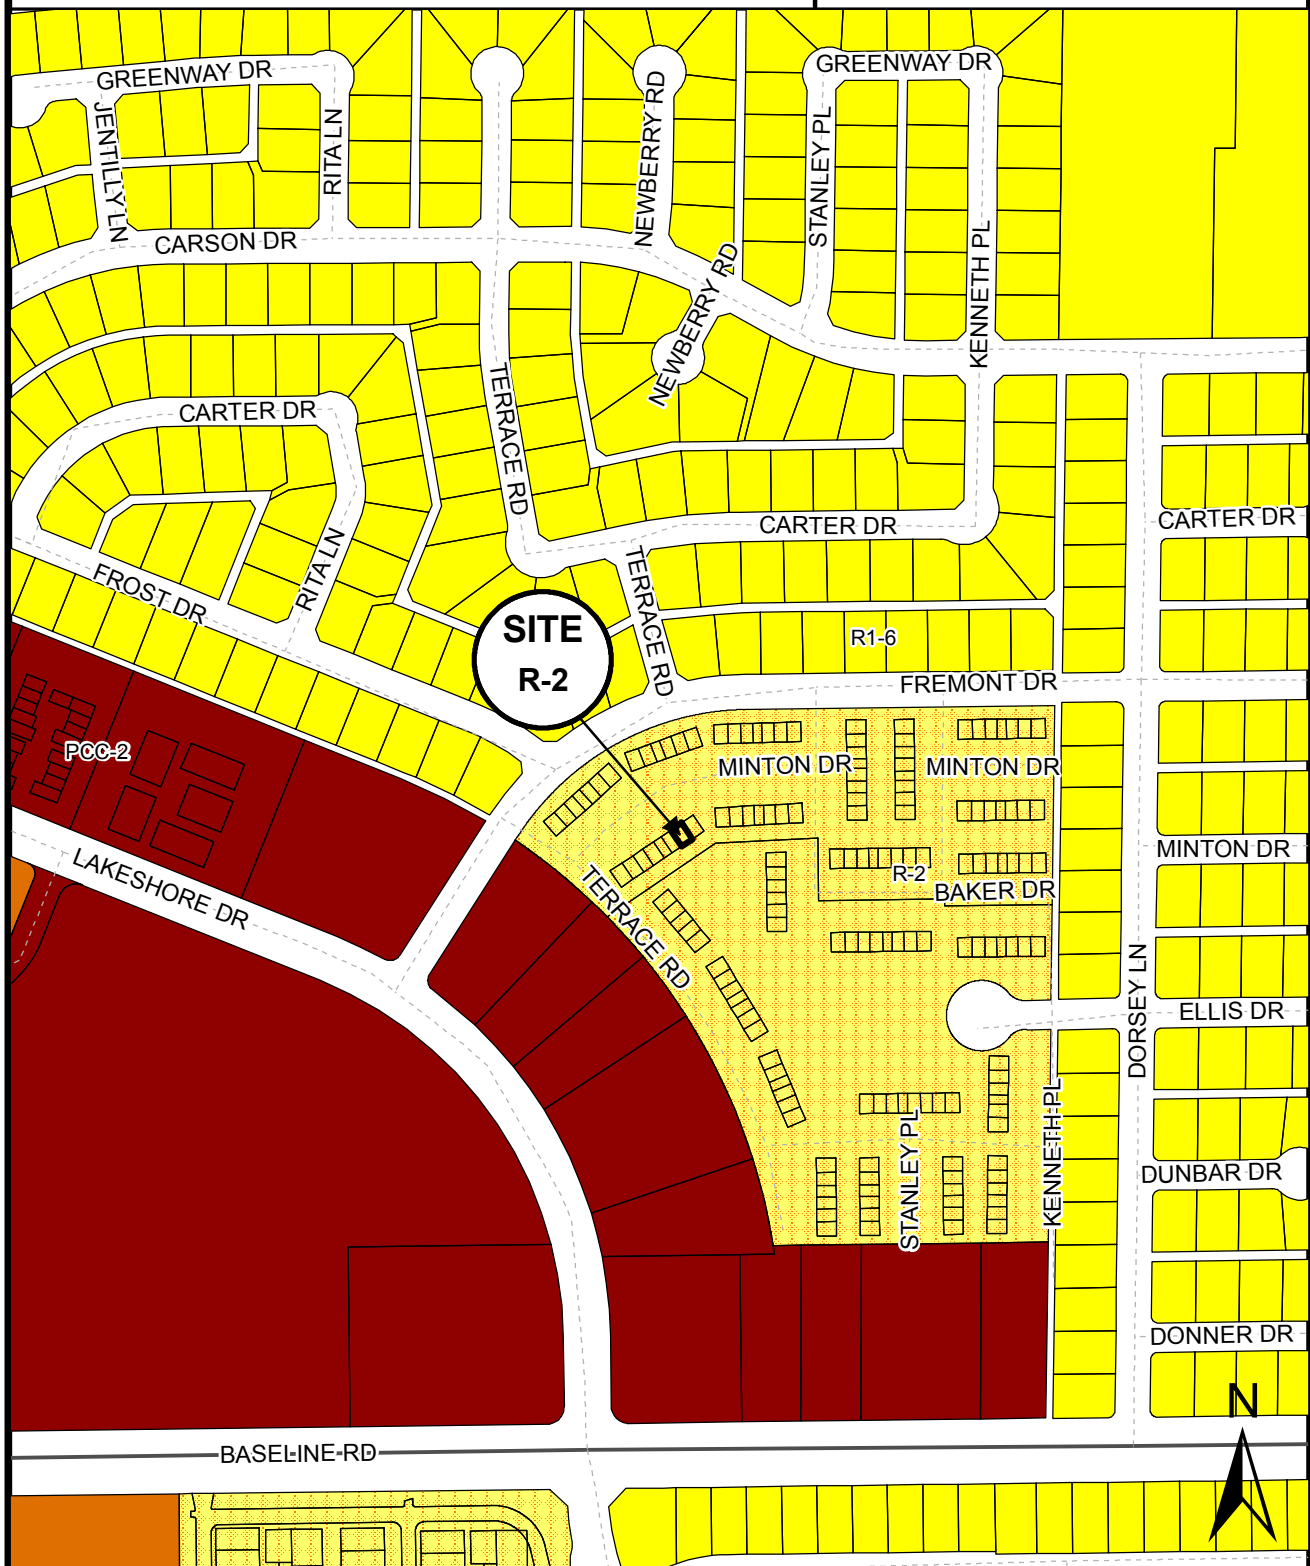 GREENWAY DR
GREENWAY DR
JENTILLY LN
RITA LN
NEWBERRY RD
STANLEY PL
KENNETH PL
CARSON DR
NEWBERRY RD
TERRACE RD
CARTER DR
CARTER DR
CARTER DR
FROST DR
RITA LN
TERRACE RD
SITE
R-2
R1-6
FREMONT DR
PCC-2
MINTON DR
MINTON DR
MINTON DR
R-2
BAKER DR
LAKESHORE DR
TERRACE RD
DORSEY LN
ELLIS DR
STANLEY PL
KENNETH PL
DUNBAR DR
DONNER DR
N
BASELINE RD